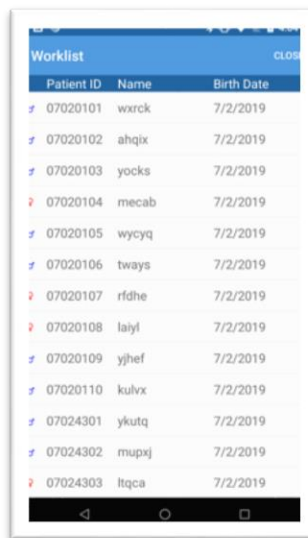 Worklist CLOSE
Patient ID Name Birth Date
07020101 wxrck 7/2/2019
07020102 ahqix 7/2/2019
07020103 yocks 7/2/2019
07020104 mecab 7/2/2019
07020105 wycyq 7/2/2019
07020106 tways 7/2/2019
07020107 rfdhe 7/2/2019
07020108 laiyl 7/2/2019
07020109 yjhef 7/2/2019
07020110 kulvx 7/2/2019
07024301 ykutq 7/2/2019
07024302 mupxj 7/2/2019
07024303 ltqca 7/2/2019